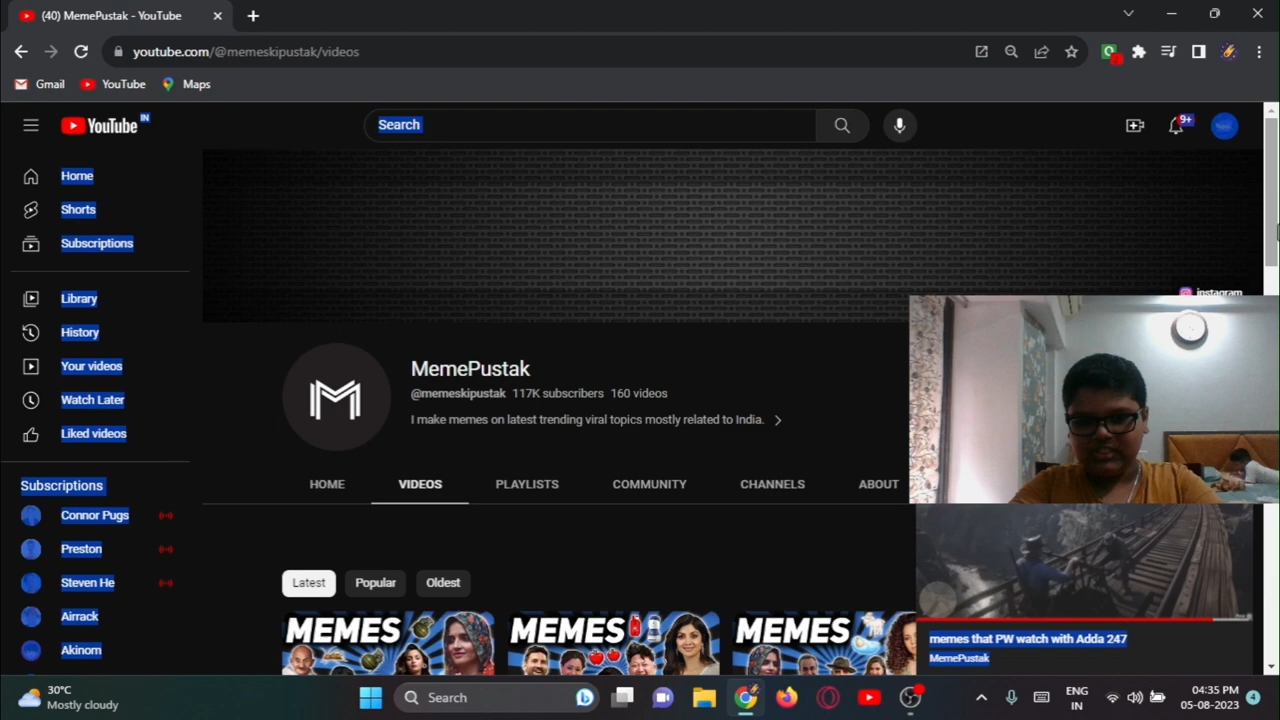 (40) MemePustak - YouTube
youtube.com/@memeskipustak/videos
Gmail YouTube Maps
YouTube IN
Search
9+
Home
Shorts
Subscriptions
Library
History
Your videos
Watch Later
Liked videos
Subscriptions
Connor Pugs
Preston
Steven He
Airrack
Akinom
instagram
MemePustak
@memeskipustak 117K subscribers 160 videos
I make memes on latest trending viral topics mostly related to India.
HOME VIDEOS PLAYLISTS COMMUNITY CHANNELS ABOUT
Latest Popular Oldest
MEMES MEMES MEMES
memes that PW watch with Adda 247
MemePustak
30°C
Mostly cloudy
Search
ENG
IN
04:35 PM
05-08-2023
4